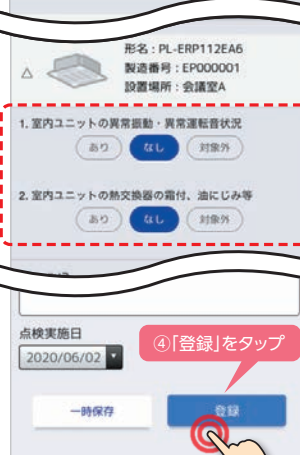 形名：PL-ERP112EA6
△ 製造番号：EP000001
設置場所：会議室A
1. 室内ユニットの異常振動・異常運転音状況
あり なし 対象外
2. 室内ユニットの熱交換器の霜付、油にじみ等
あり なし 対象外
点検実施日
④「登録」をタップ
2020/06/02
一時保存 登録